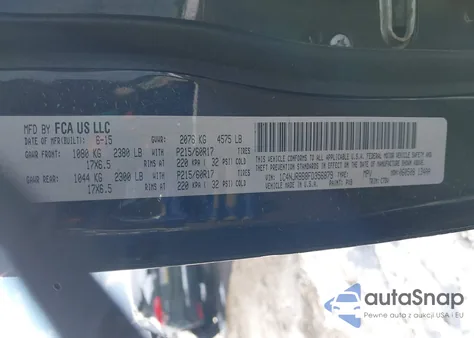 MFD BY FCA US LLC
DATE OF MFR(BUILT): 6-15 GVWR: 2076 KG 4575 LB
GAWR FRONT: 1080 KG 2380 LB P215/60R17 TIRES
17X6.5 RIMS AT 220 KPA / 32 PSI COLD
GAWR REAR: 1044 KG 2300 LB P215/60R17 TIRES
17X6.5 RIMS AT 220 KPA / 32 PSI COLD
THIS VEHICLE CONFORMS TO ALL APPLICABLE U.S.A. FEDERAL MOTOR VEHICLE SAFETY AND
THEFT PREVENTION STANDARDS IN EFFECT ON THE DATE OF MANUFACTURE SHOWN ABOVE.
TYPE: MPV
MADE IN U.S.A.
autoSnap
Pewne auta z aukcji USA i EU